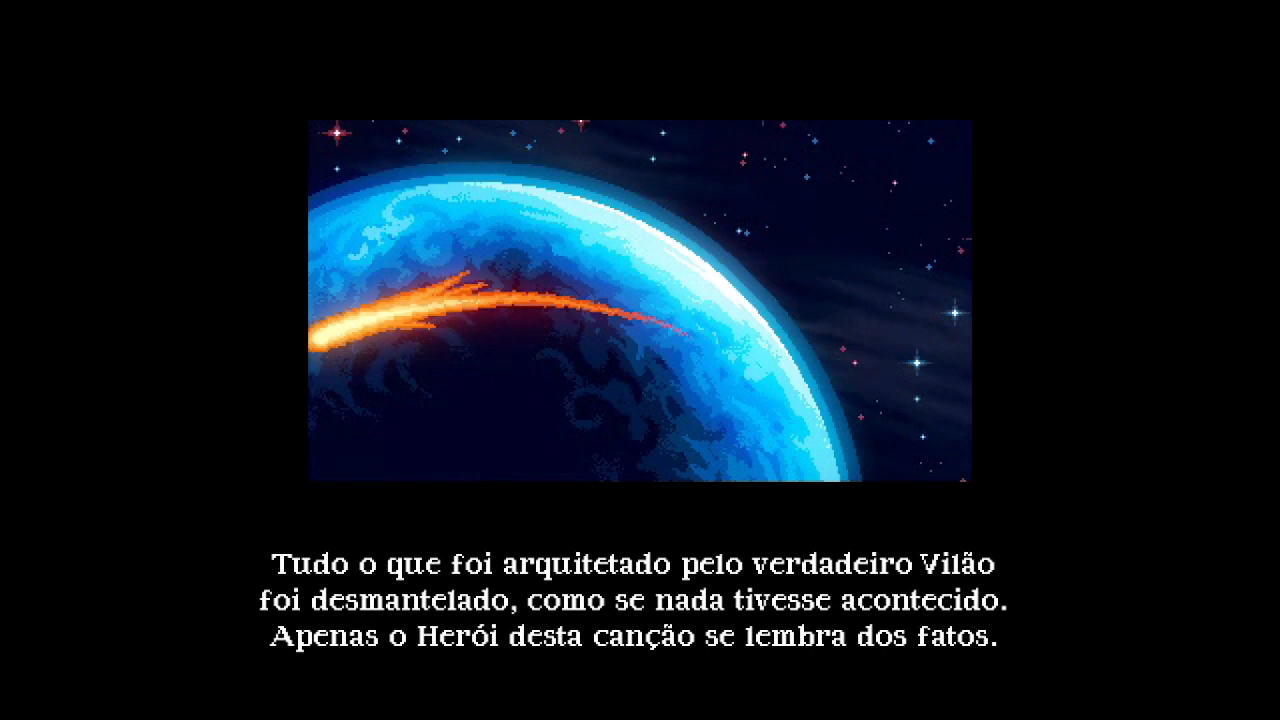 Tudo o que foi arquitetado pelo verdadeiro Vilão
foi desmantelado, como se nada tivesse acontecido.
Apenas o Herói desta canção se lembra dos fatos.